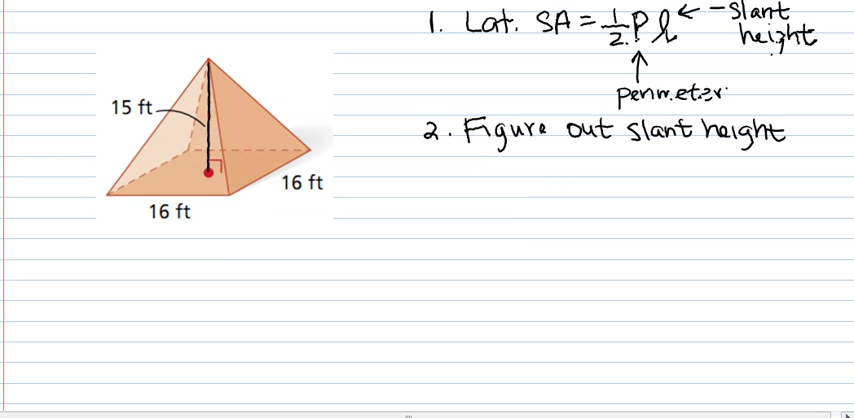 1. Lat. SA = 1/2 P l ← - slant
height
15 ft
perimeter
2. Figure out slant height
16 ft
16 ft